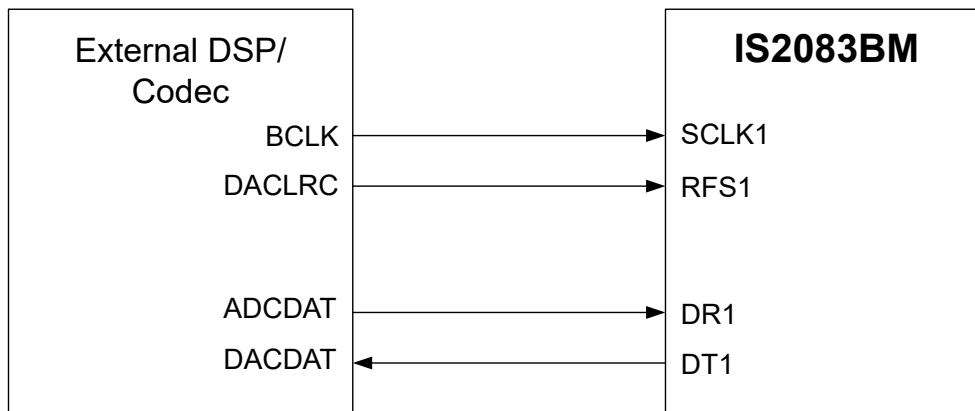 External DSP/
Codec
IS2083BM
BCLK
SCLK1
DACLRC
RFS1
ADCDAT
DR1
DACDAT
DT1